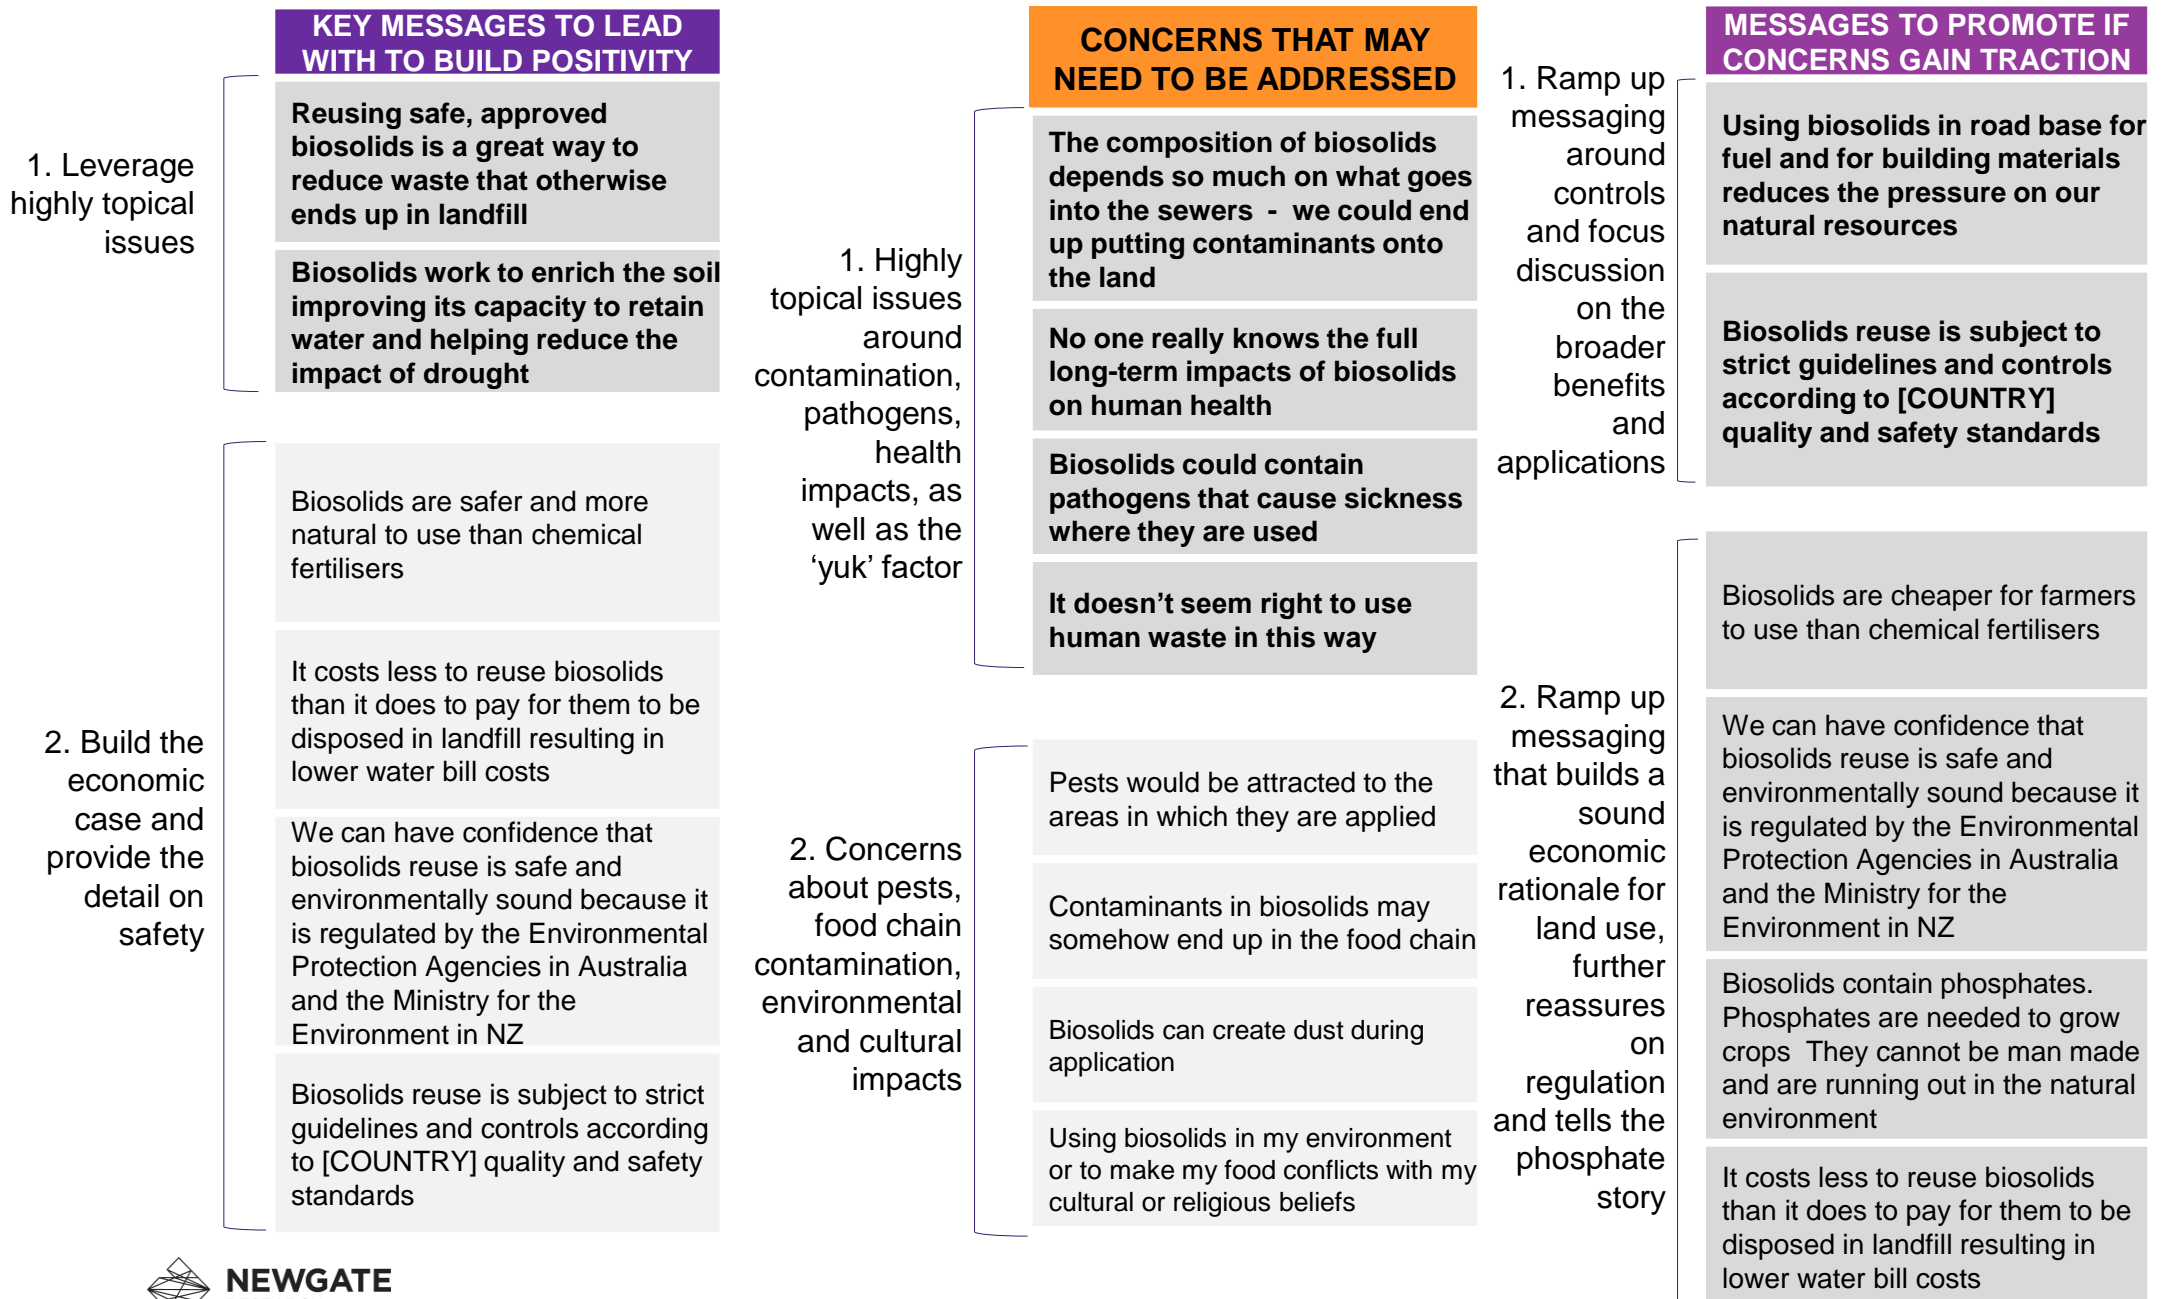 KEY MESSAGES TO LEAD
WITH TO BUILD POSITIVITY
1. Leverage
highly topical
issues
Reusing safe, approved
biosolids is a great way to
reduce waste that otherwise
ends up in landfill
Biosolids work to enrich the soil
improving its capacity to retain
water and helping reduce the
impact of drought
2. Build the
economic
case and
provide the
detail on
safety
Biosolids are safer and more
natural to use than chemical
fertilisers
It costs less to reuse biosolids
than it does to pay for them to be
disposed in landfill resulting in
lower water bill costs
We can have confidence that
biosolids reuse is safe and
environmentally sound because it
is regulated by the Environmental
Protection Agencies in Australia
and the Ministry for the
Environment in NZ
Biosolids reuse is subject to strict
guidelines and controls according
to [COUNTRY] quality and safety
standards
CONCERNS THAT MAY
NEED TO BE ADDRESSED
1. Highly
topical issues
around
contamination,
pathogens,
health
impacts, as
well as the
‘yuk’ factor
The composition of biosolids
depends so much on what goes
into the sewers - we could end
up putting contaminants onto
the land
No one really knows the full
long-term impacts of biosolids
on human health
Biosolids could contain
pathogens that cause sickness
where they are used
It doesn’t seem right to use
human waste in this way
2. Concerns
about pests,
food chain
contamination,
environmental
and cultural
impacts
Pests would be attracted to the
areas in which they are applied
Contaminants in biosolids may
somehow end up in the food chain
Biosolids can create dust during
application
Using biosolids in my environment
or to make my food conflicts with my
cultural or religious beliefs
MESSAGES TO PROMOTE IF
CONCERNS GAIN TRACTION
1. Ramp up
messaging
around
controls
and focus
discussion
on the
broader
benefits
and
applications
Using biosolids in road base for
fuel and for building materials
reduces the pressure on our
natural resources
Biosolids reuse is subject to
strict guidelines and controls
according to [COUNTRY]
quality and safety standards
2. Ramp up
messaging
that builds a
sound
economic
rationale for
land use,
further
reassures
on
regulation
and tells the
phosphate
story
Biosolids are cheaper for farmers
to use than chemical fertilisers
We can have confidence that
biosolids reuse is safe and
environmentally sound because it
is regulated by the Environmental
Protection Agencies in Australia
and the Ministry for the
Environment in NZ
Biosolids contain phosphates.
Phosphates are needed to grow
crops They cannot be man made
and are running out in the natural
environment
It costs less to reuse biosolids
than it does to pay for them to be
disposed in landfill resulting in
lower water bill costs
NEWGATE